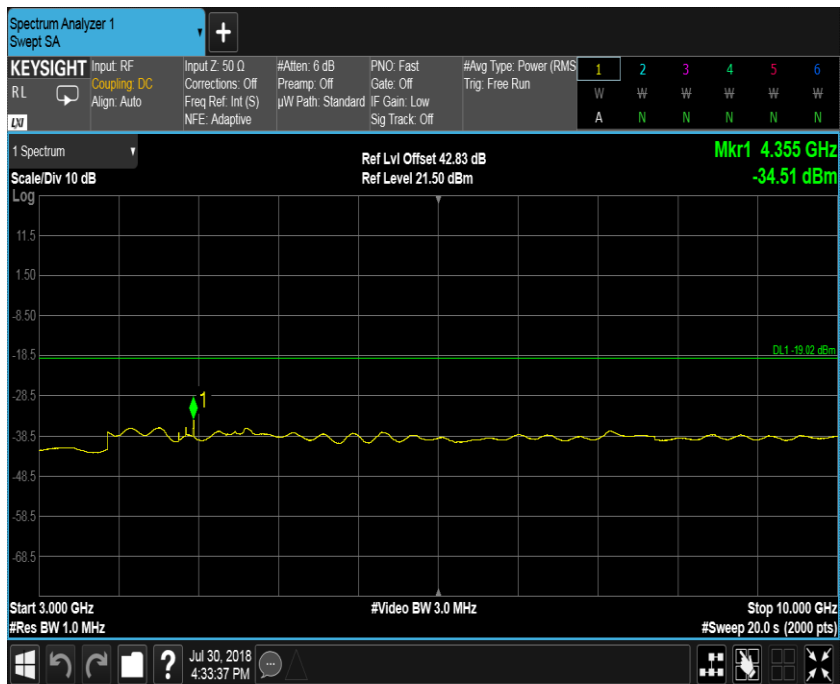 Spectrum Analyzer 1
Swept SA
+
KEYSIGHT
RL
LXI
Input: RF
Coupling: DC
Align: Auto
Input Z: 50 Ω
Corrections: Off
Freq Ref: Int (S)
NFE: Adaptive
#Atten: 6 dB
Preamp: Off
µW Path: Standard
PNO: Fast
Gate: Off
IF Gain: Low
Sig Track: Off
#Avg Type: Power (RMS
Trig: Free Run
1 2 3 4 5 6
W W W W W W
A N N N N N
1 Spectrum
Scale/Div 10 dB
Ref Lvl Offset 42.83 dB
Ref Level 21.50 dBm
Mkr1 4.355 GHz
-34.51 dBm
Log
11.5
1.50
-8.50
-18.5
DL1 -19.02 dBm
-28.5
1
-38.5
-48.5
-58.5
-68.5
Start 3.000 GHz
#Res BW 1.0 MHz
#Video BW 3.0 MHz
Stop 10.000 GHz
#Sweep 20.0 s (2000 pts)
?
Jul 30, 2018
4:33:37 PM